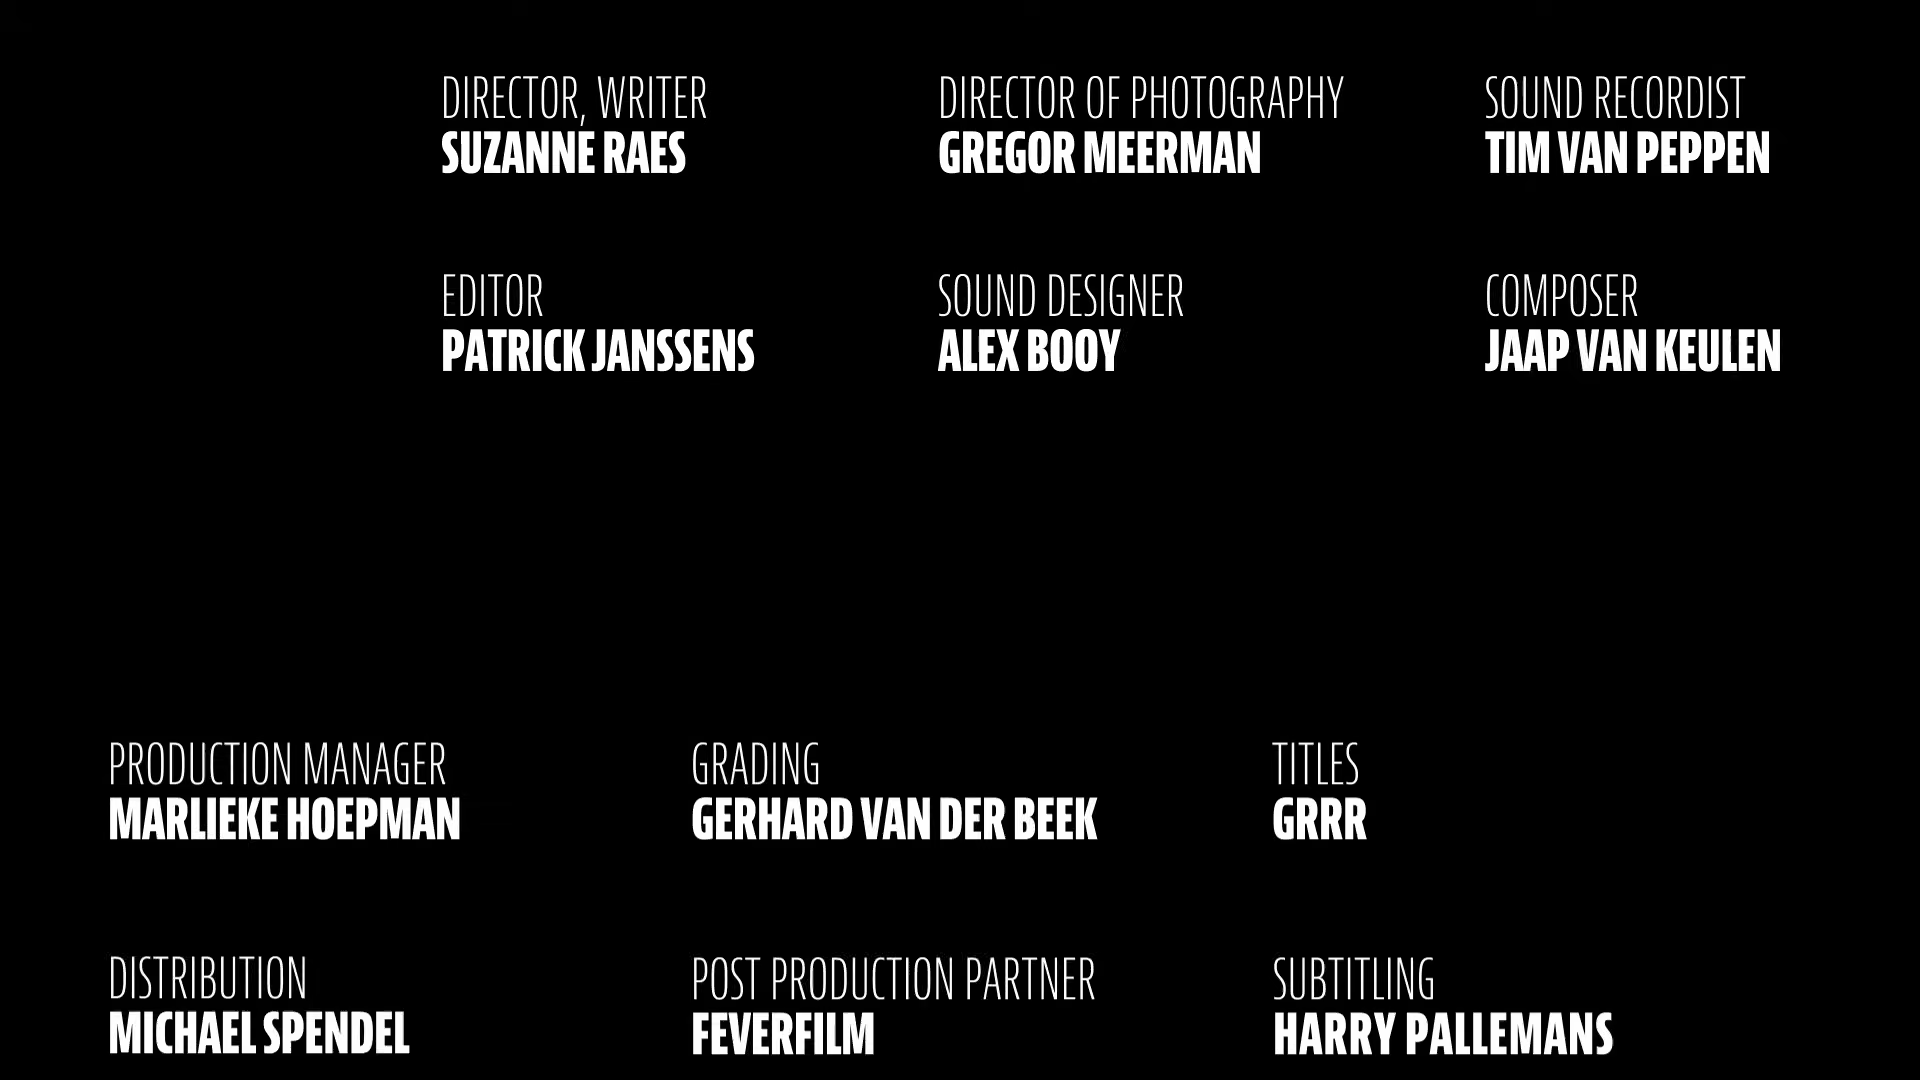 DIRECTOR, WRITER
SUZANNE RAES
DIRECTOR OF PHOTOGRAPHY
GREGOR MEERMAN
SOUND RECORDIST
TIM VAN PEPPEN
EDITOR
PATRICK JANSSENS
SOUND DESIGNER
ALEX BOOY
COMPOSER
JAAP VAN KEULEN
PRODUCTION MANAGER
MARLIEKE HOEPMAN
GRADING
GERHARD VAN DER BEEK
TITLES
GRRR
DISTRIBUTION
MICHAEL SPENDEL
POST PRODUCTION PARTNER
FEVERFILM
SUBTITLING
HARRY PALLEMANS